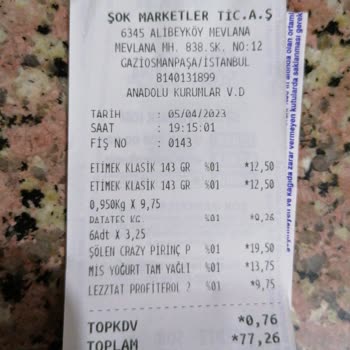 ŞOK MARKETLER TİC.A.Ş
6345 ALİBEYKÖY MEVLANA
MEVLANA MH. 838.SK. NO:12
GAZİOSMANPAŞA/İSTANBUL
8140131899
ANADOLU KURUMLAR V.D
TARİH : 05/04/2023
SAAT : 19:15:01
FİŞ NO : 0143
ETİMEK KLASİK 143 GR %01 *12,50
ETİMEK KLASİK 143 GR %01 *12,50
0,950Kg X 9,75
PATATES KG %01 *9,26
6Adt X 3,25
ŞÖLEN CRAZY PİRİNÇ P %01 *19,50
MİS YOĞURT TAM YAĞLI %01 *13,75
LEZZTAT PROFİTEROL 2 %01 *9,75
TOPKDV *0,76
TOPLAM *77,26